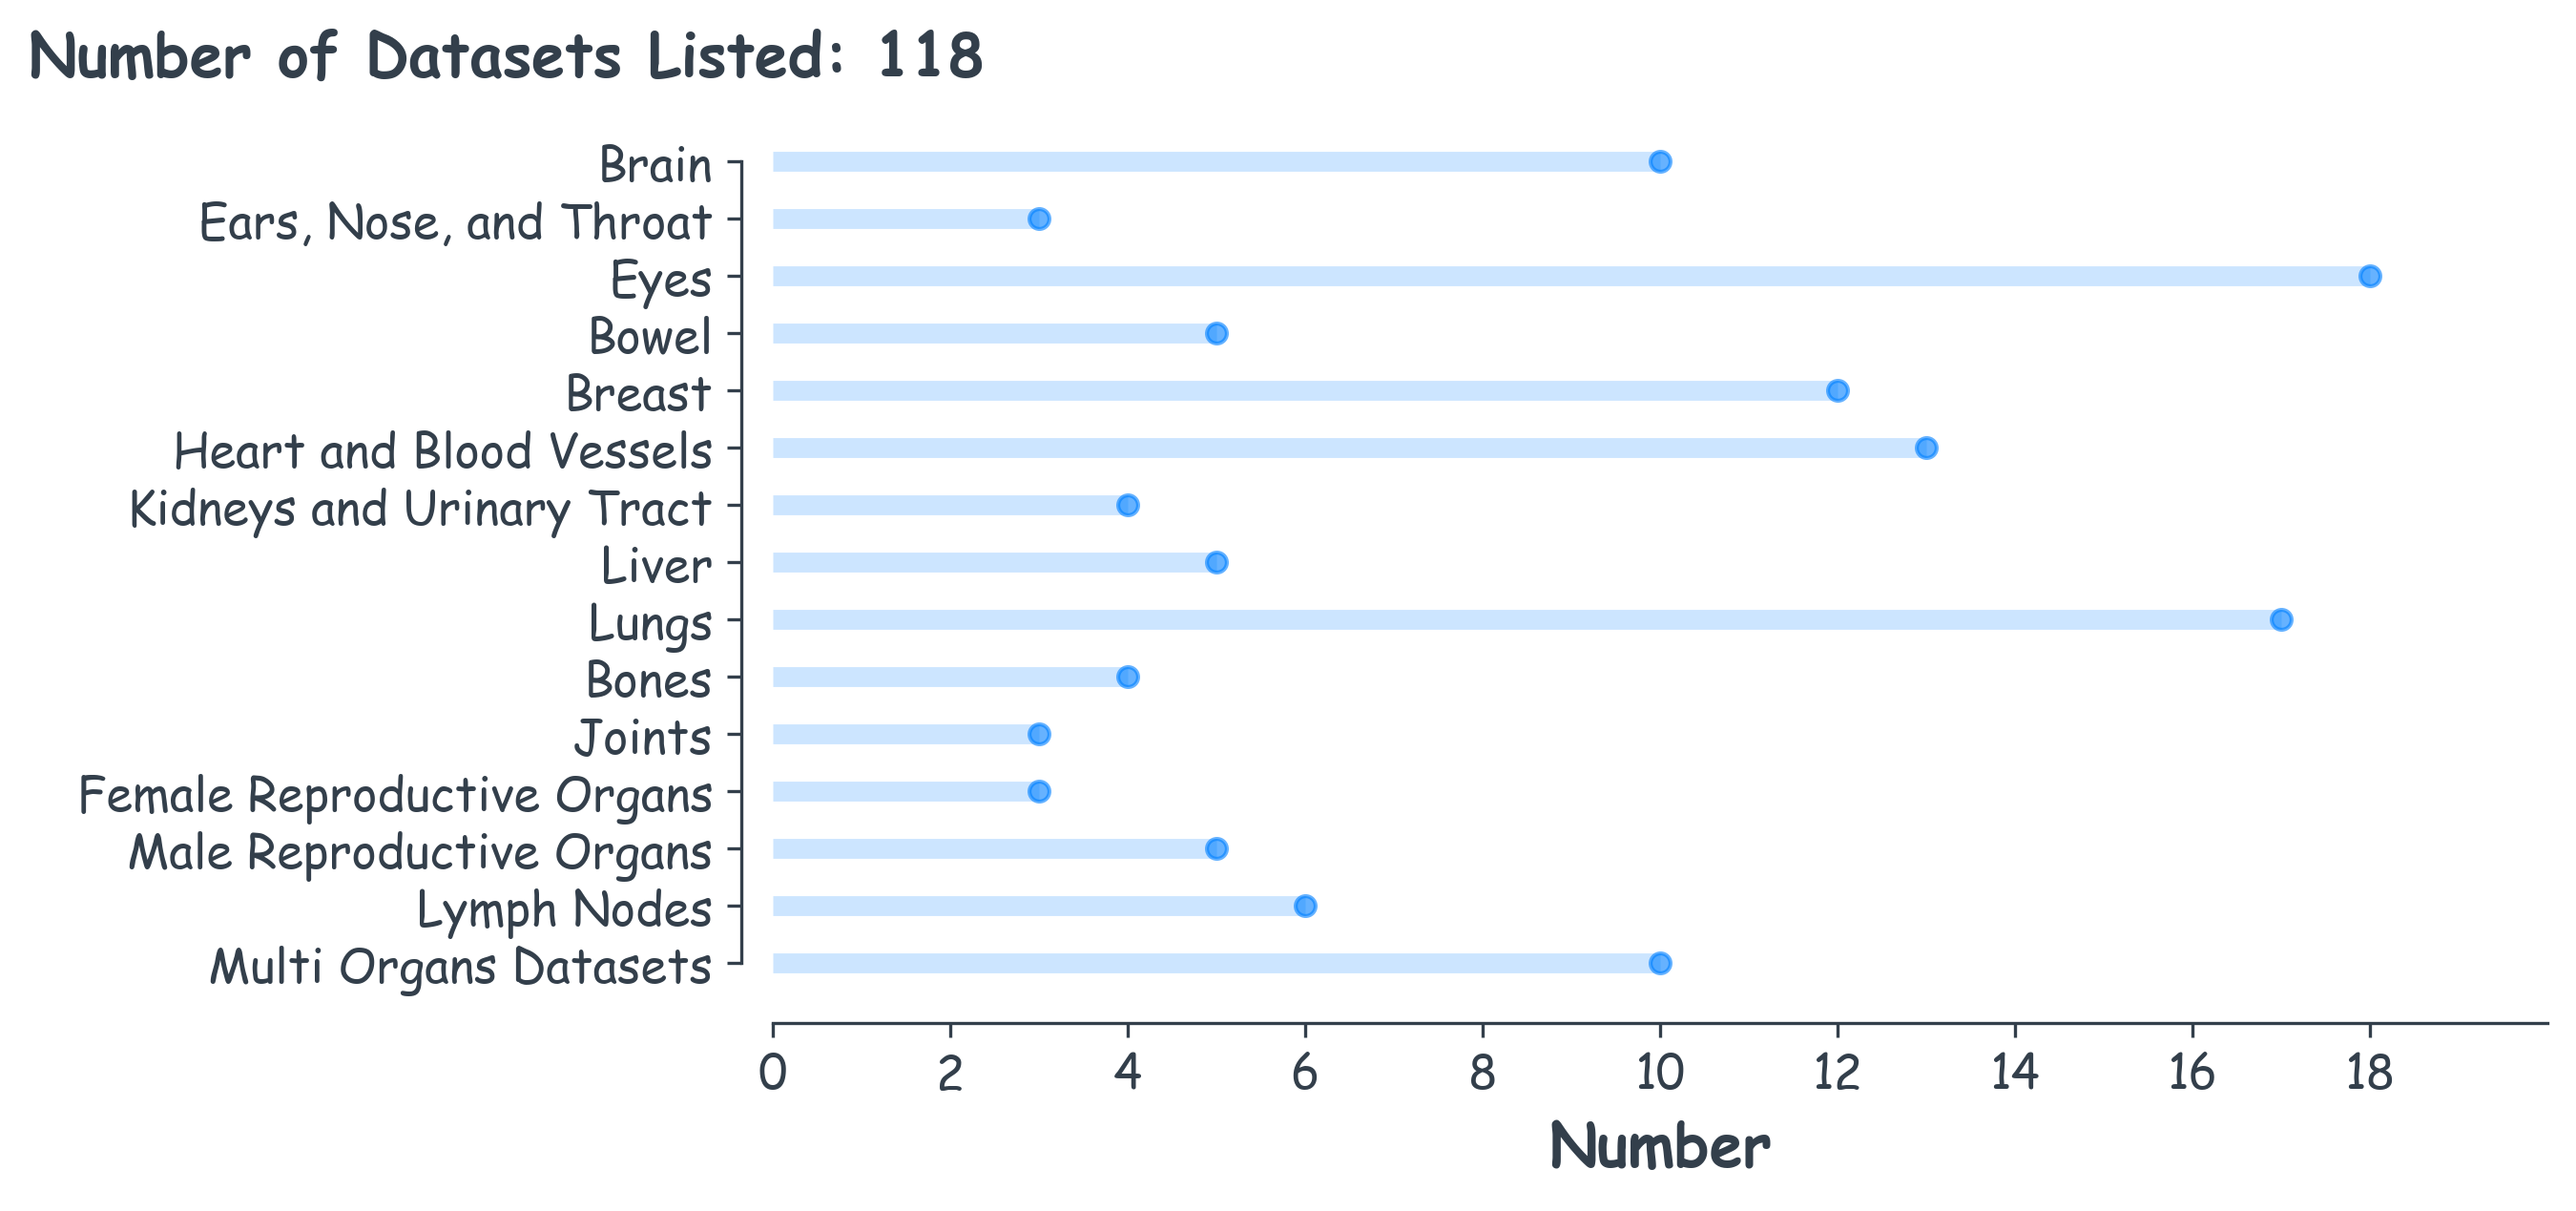 Number of Datasets Listed: 118
Brain
Ears, Nose, and Throat
Eyes
Bowel
Breast
Heart and Blood Vessels
Kidneys and Urinary Tract
Liver
Lungs
Bones
Joints
Female Reproductive Organs
Male Reproductive Organs
Lymph Nodes
Multi Organs Datasets
0 2 4 6 8 10 12 14 16 18
Number